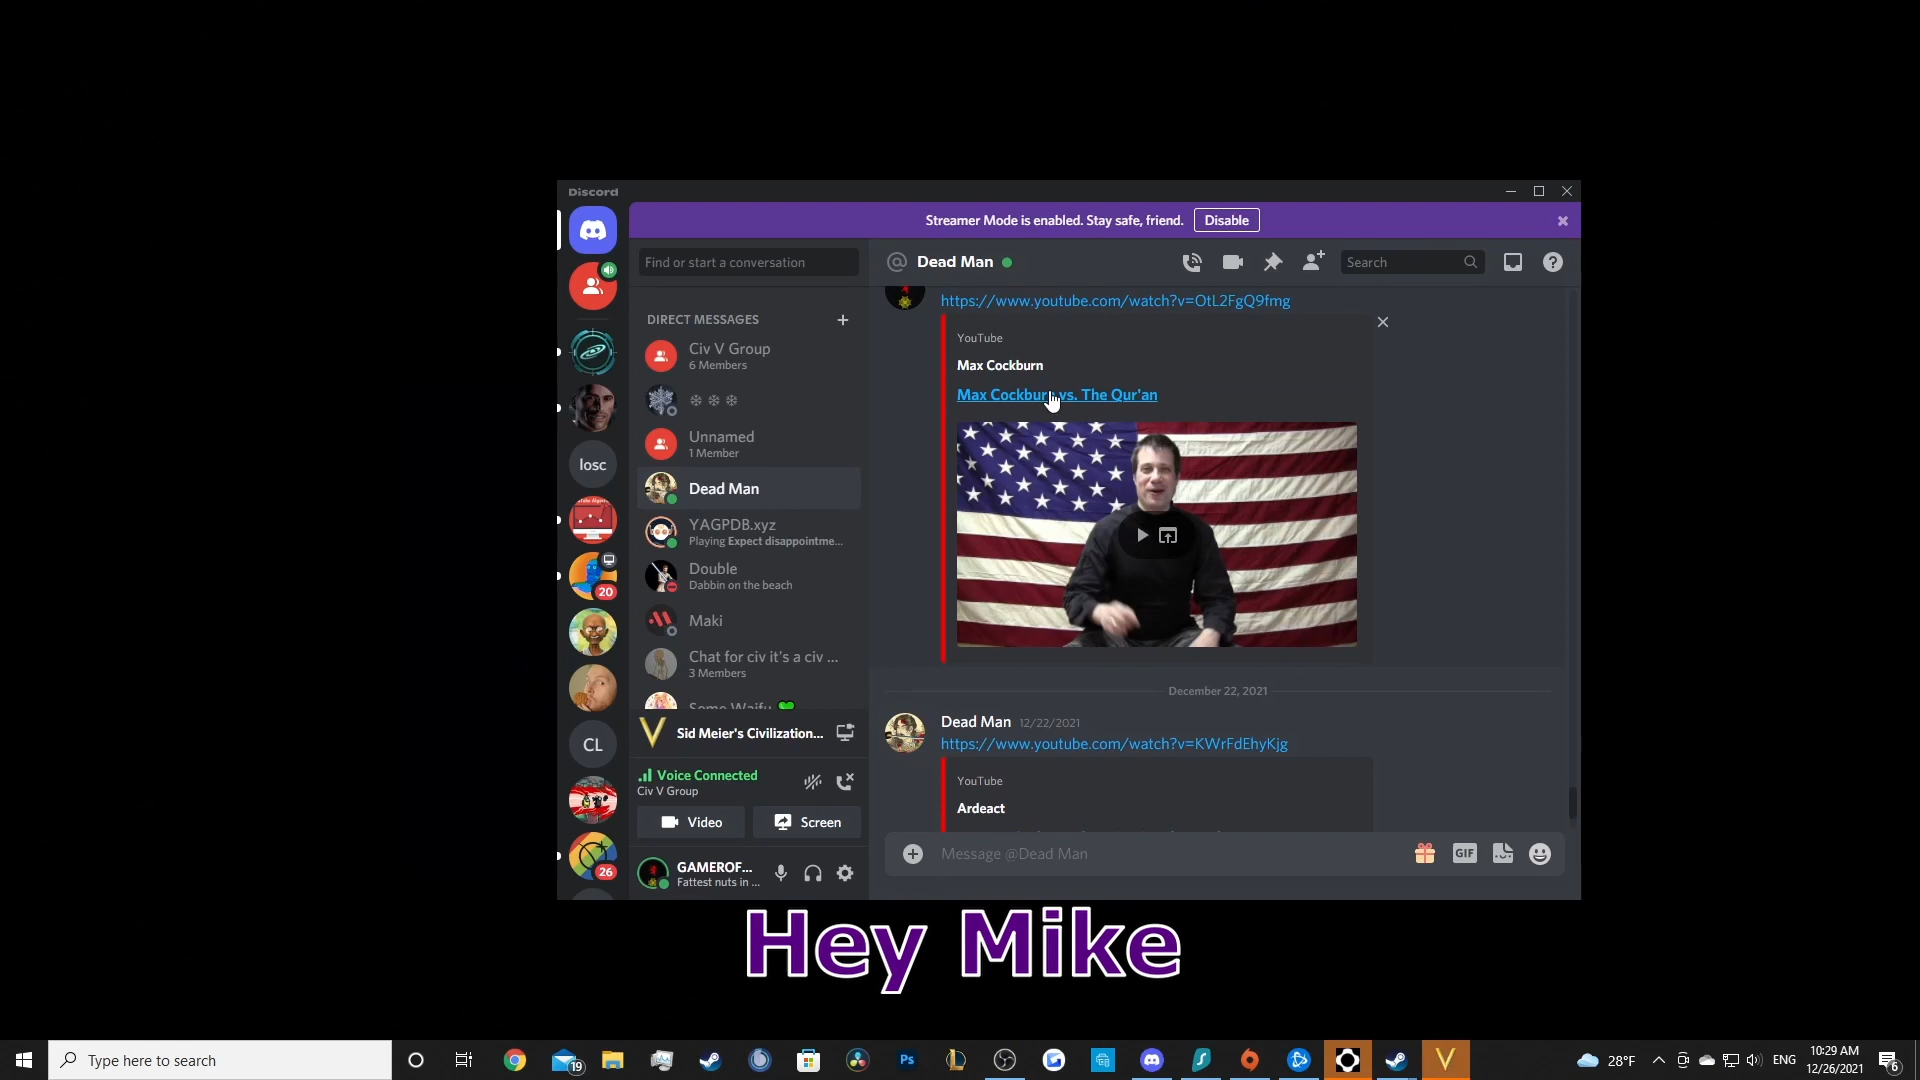 Discord
Streamer Mode is enabled. Stay safe, friend.
Disable
Find or start a conversation
Dead Man
Search
DIRECT MESSAGES
Civ V Group
6 Members
Unnamed
1 Member
Dead Man
YAGPDB.xyz
Playing Expect disappointme...
Double
Dabbin on the beach
Maki
Chat for civ it's a civ ...
3 Members
Some Waifu
losc
20
CL
26
Sid Meier's Civilization...
Voice Connected
Civ V Group
Video
Screen
GAMEROF...
Fattest nuts in ...
https://www.youtube.com/watch?v=OtL2FgQ9fmg
YouTube
Max Cockburn
Max Cockburn vs. The Qur'an
December 22, 2021
Dead Man 12/22/2021
https://www.youtube.com/watch?v=KWrFdEhyKjg
YouTube
Ardeact
Message @Dead Man
GIF
Hey Mike
Type here to search
19
Ps
28°F
ENG
10:29 AM
12/26/2021
6